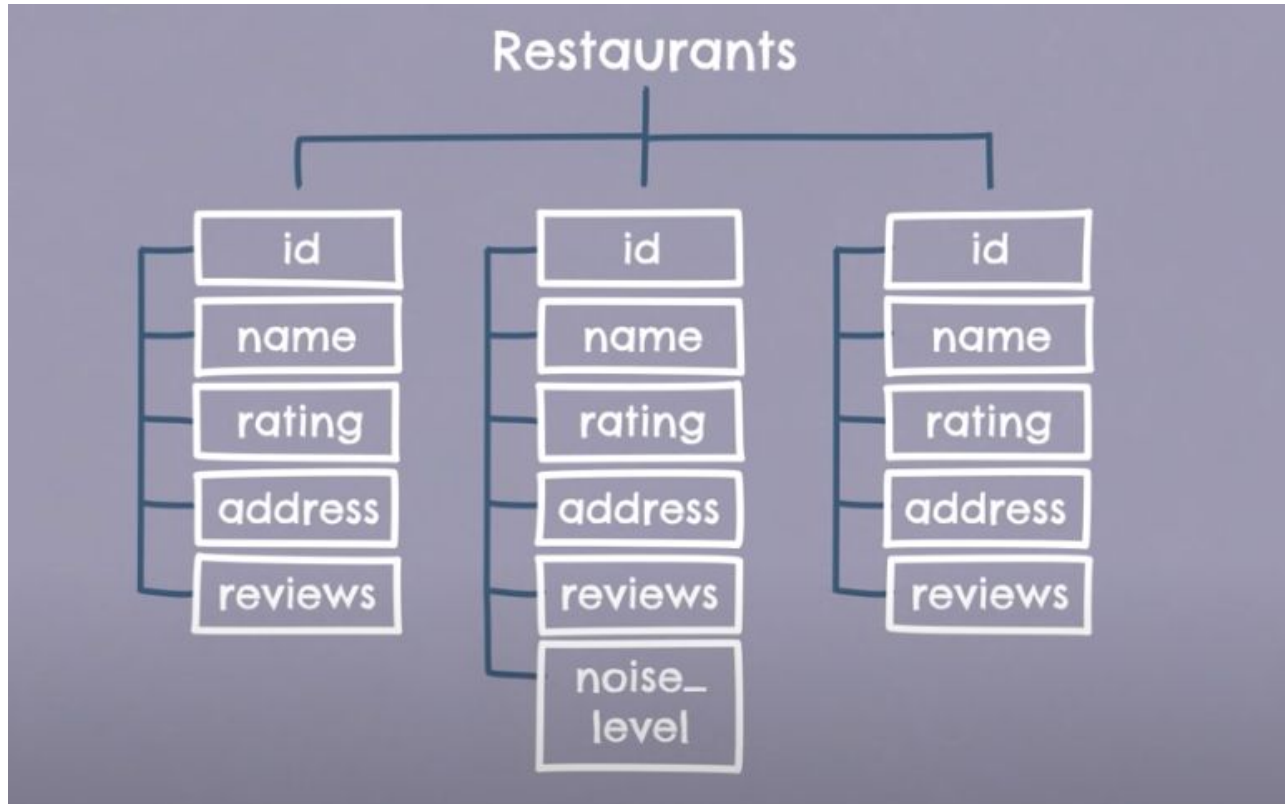 Restaurants
id
name
rating
address
reviews
id
name
rating
address
reviews
noise_
level
id
name
rating
address
reviews